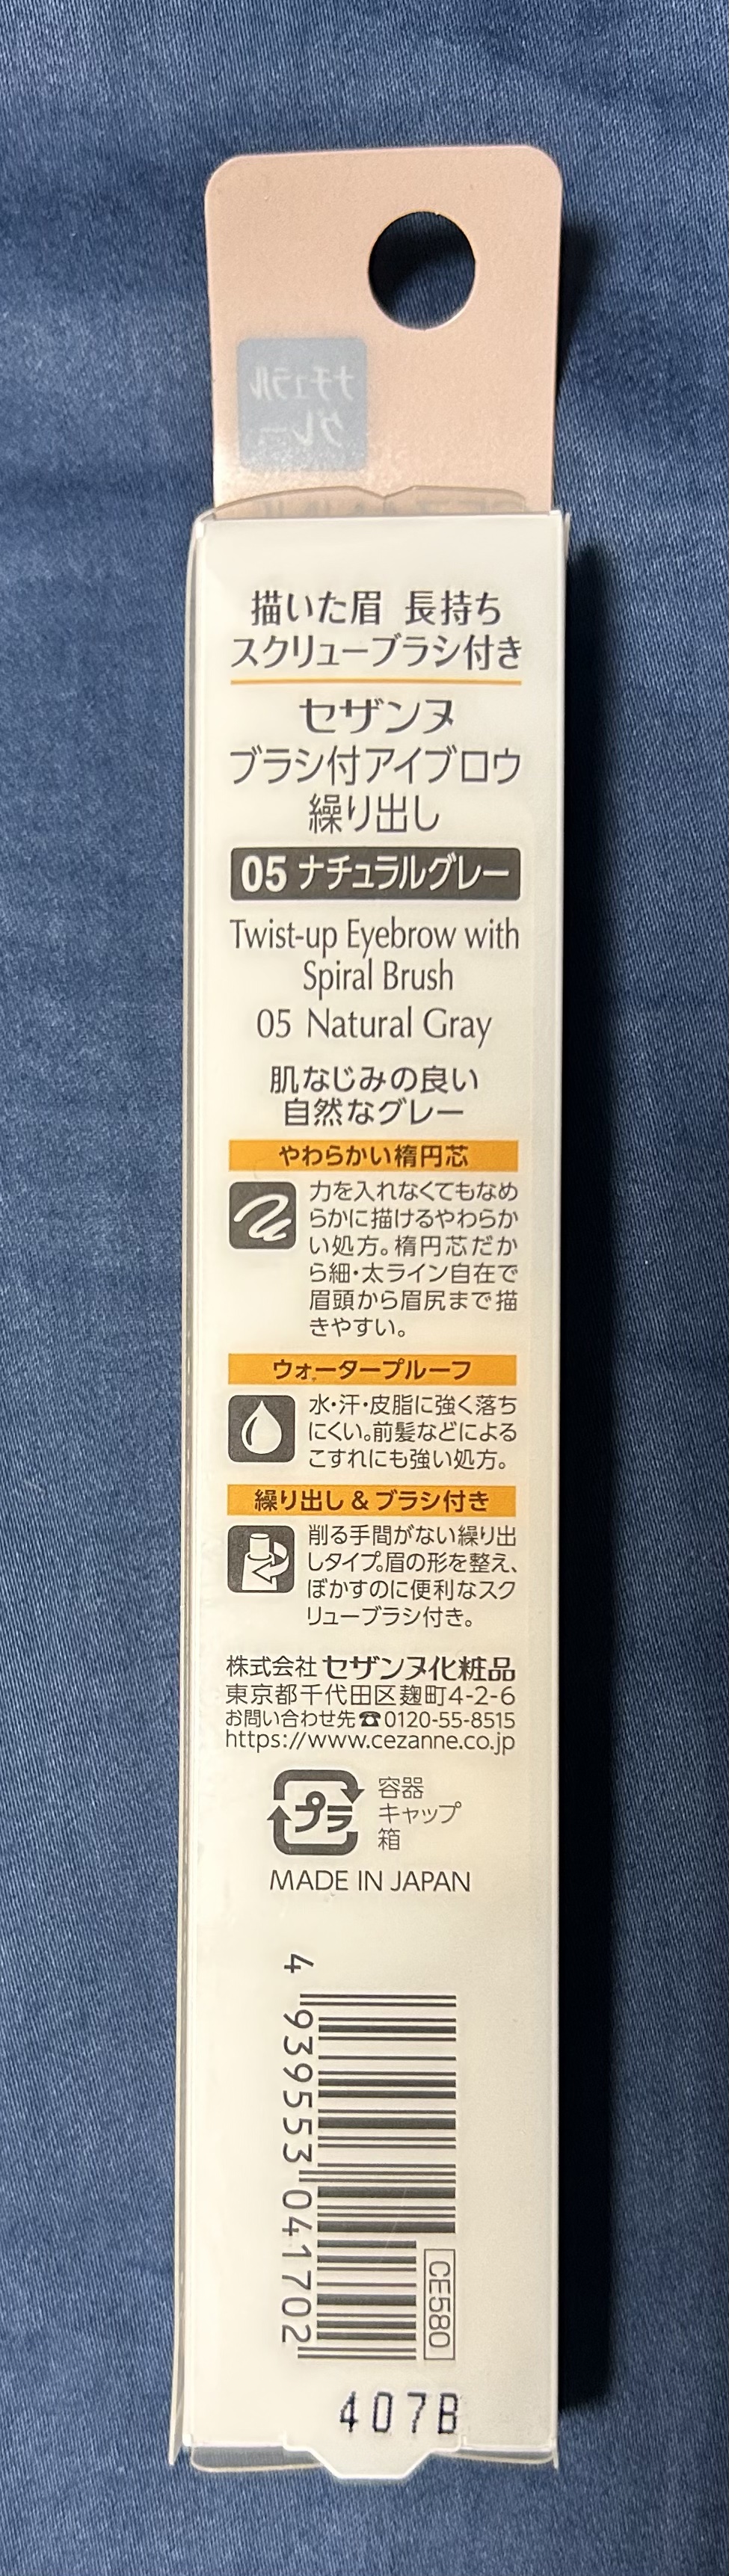 ナチュラル
グレー
描いた眉 長持ち
スクリューブラシ付き
セザンヌ
ブラシ付アイブロウ
繰り出し
05 ナチュラルグレー
Twist-up Eyebrow with
Spiral Brush
05 Natural Gray
肌なじみの良い
自然なグレー
やわらかい楕円芯
力を入れなくてもなめ
らかに描けるやわらか
い処方。楕円芯だか
ら細・太ライン自在で
眉頭から眉尻まで描
きやすい。
ウォータープルーフ
水・汗・皮脂に強く落ち
にくい。前髪などによる
こすれにも強い処方。
繰り出し & ブラシ付き
削る手間がない繰り出
しタイプ。眉の形を整え、
ぼかすのに便利なスク
リューブラシ付き。
株式会社 セザンヌ化粧品
東京都千代田区麹町4-2-6
お問い合わせ先☎0120-55-8515
https://www.cezanne.co.jp
プラ
容器
キャップ
箱
MADE IN JAPAN
4 939553 041702
CE580
407B